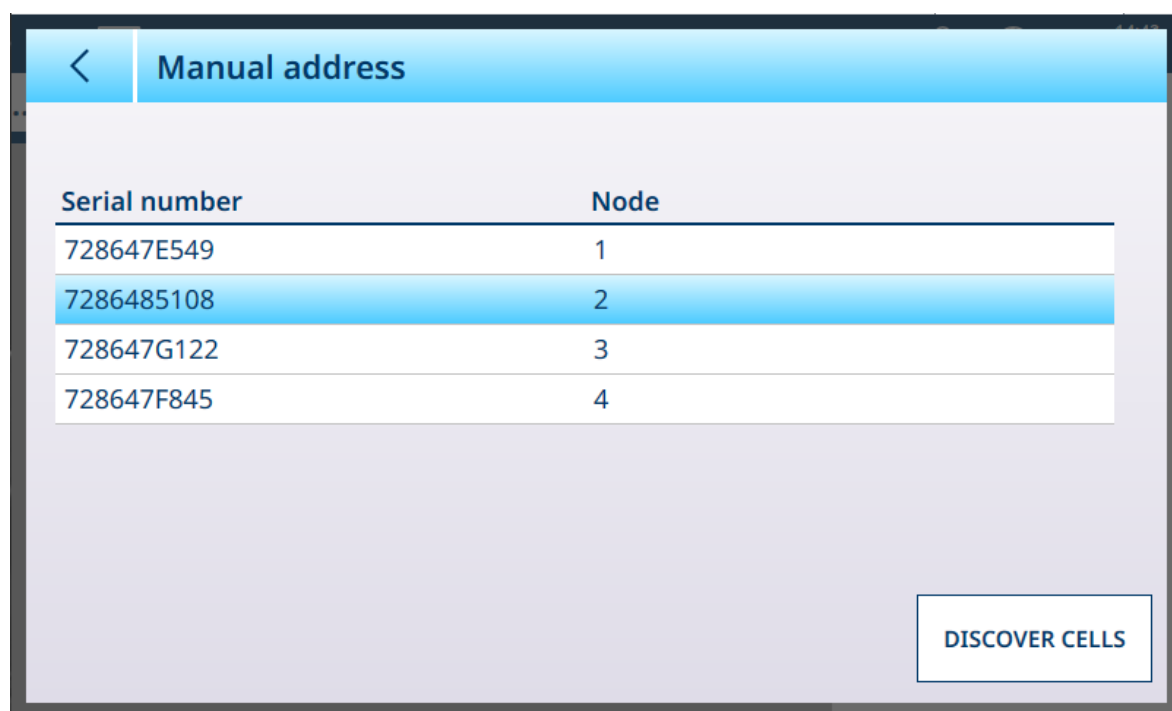 Manual address
Serial number Node
728647E549 1
7286485108 2
728647G122 3
728647F845 4
DISCOVER CELLS